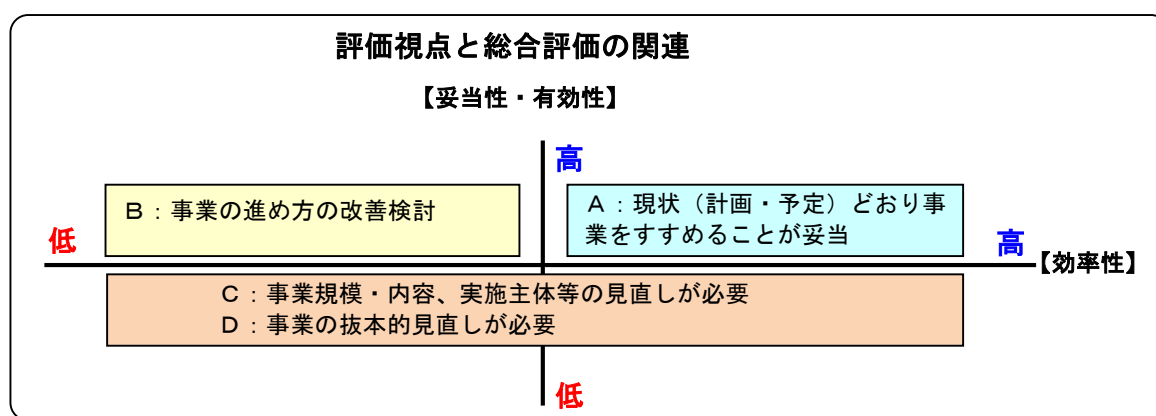 評価視点と総合評価の関連
【妥当性・有効性】
高
B：事業の進め方の改善検討
A：現状（計画・予定）どおり事
業をすすめることが妥当
低
高
【効率性】
C：事業規模・内容、実施主体等の見直しが必要
D：事業の抜本的見直しが必要
低